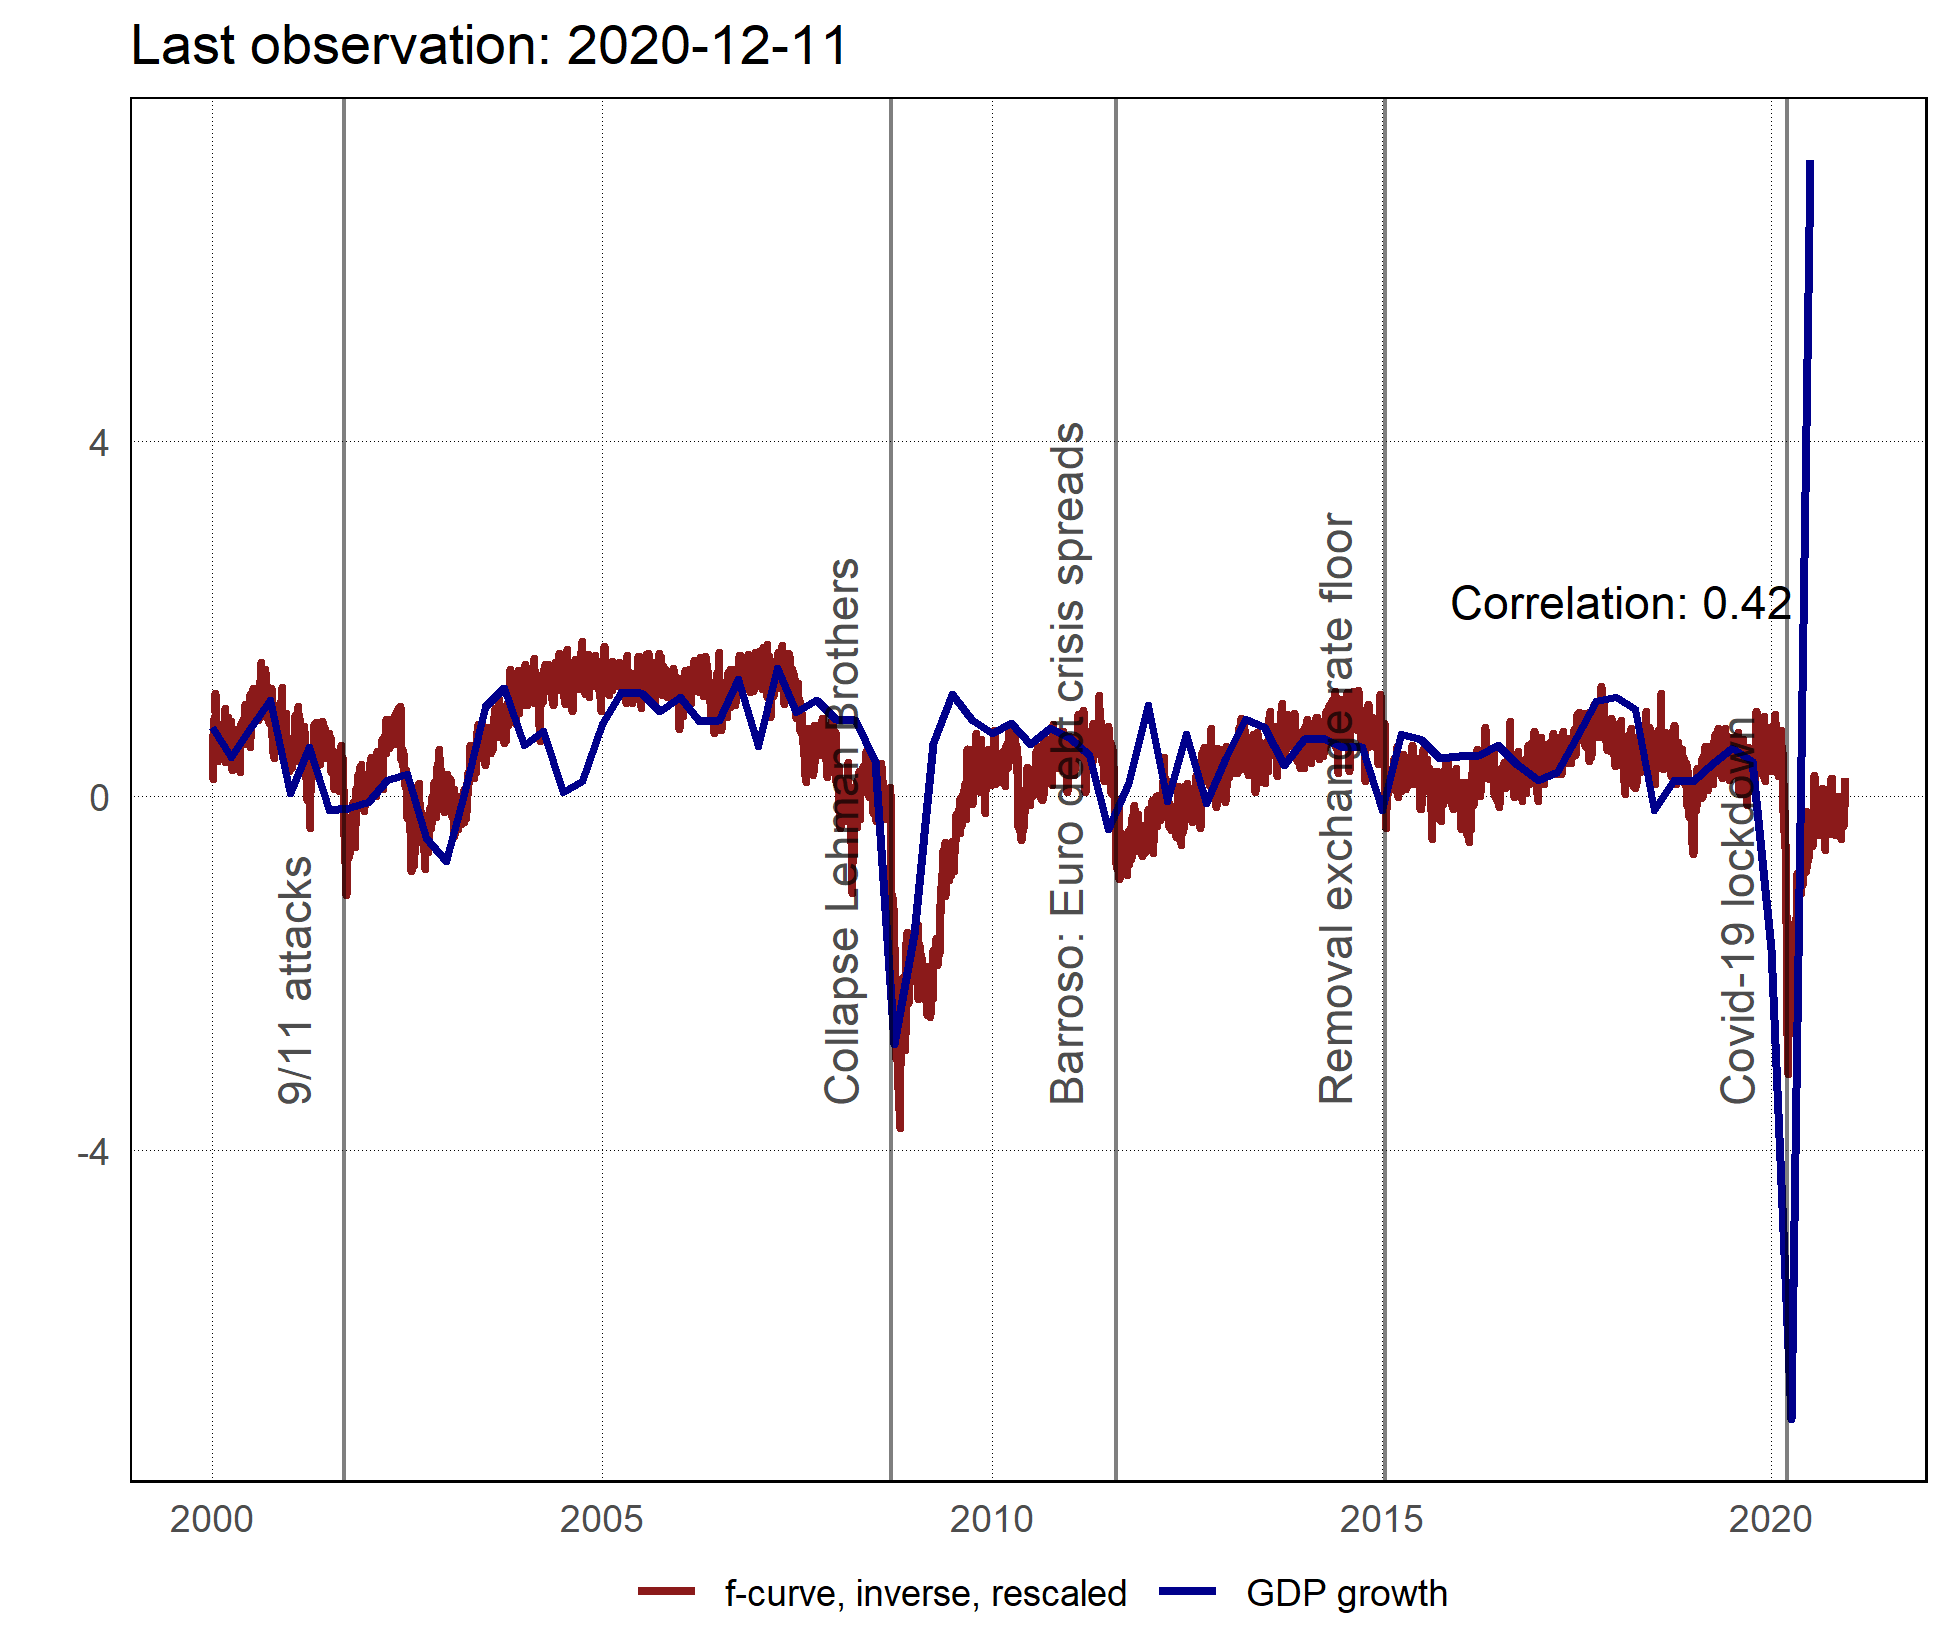 Last observation: 2020-12-11
4
0
-4
9/11 attacks
Collapse Lehman Brothers
Barroso: Euro debt crisis spreads
Removal exchange rate floor
Covid-19 lockdown
Correlation: 0.42
2000 2005 2010 2015 2020
f-curve, inverse, rescaled GDP growth